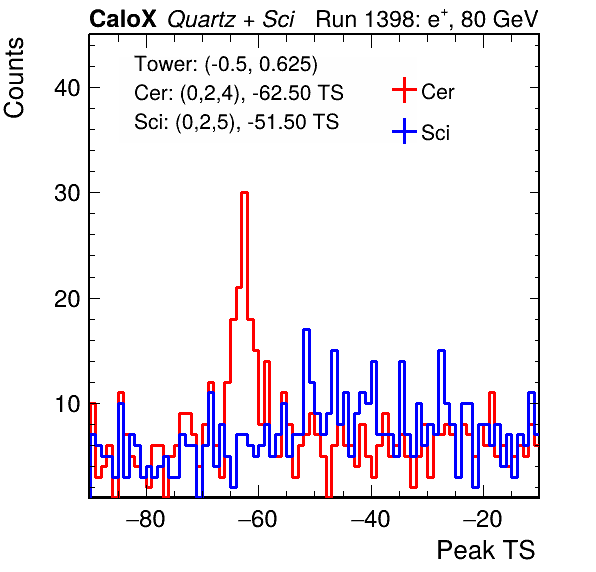 CaloX Quartz + Sci Run 1398: e⁺, 80 GeV
Counts
Tower: (-0.5, 0.625)
Cer: (0,2,4), -62.50 TS
Sci: (0,2,5), -51.50 TS
Cer
Sci
40
30
20
10
−80 −60 −40 −20
Peak TS